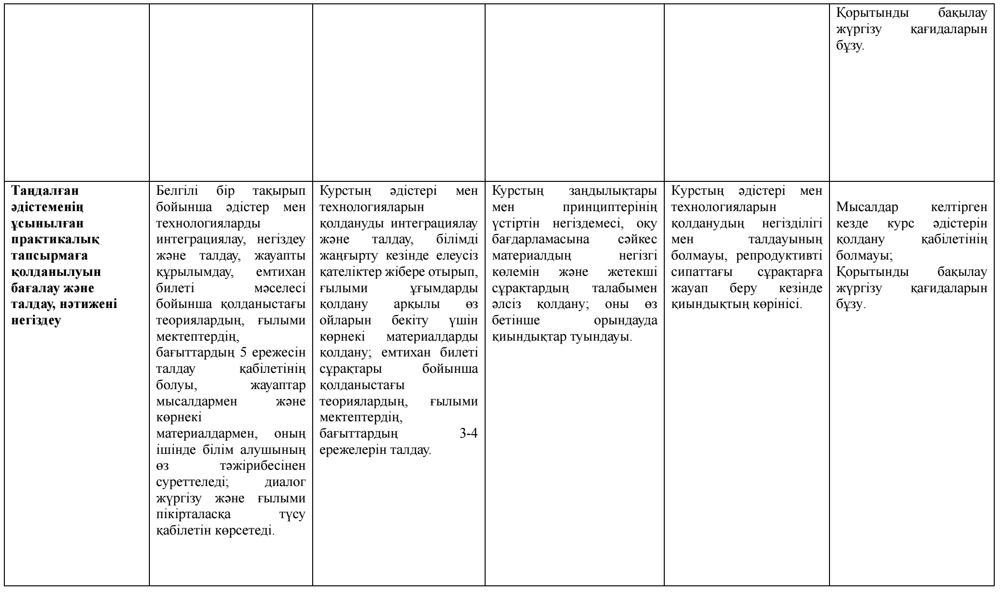 Қорытынды бақылау
жүргізу қағидаларын
бұзу.
Таңдалған
әдістеменің
ұсынылған
практикалық
тапсырмаға
қолданылуын
бағалау және
талдау, нәтижені
негіздеу
Белгілі бір тақырып
бойынша әдістер мен
технологияларды
интеграциялау, негіздеу
және талдау, жауапты
құрылымдау, емтихан
билеті мәселесі
бойынша қолданыстағы
теориялардың, ғылыми
мектептердің,
бағыттардың 5 ережесін
талдау қабілетінің
болуы, жауаптар
мысалдармен және
көрнекі
материалдармен, оның
ішінде білім алушының
өз тәжірибесінен
суреттеледі; диалог
жүргізу және ғылыми
пікірталасқа түсу
қабілетін көрсетеді.
Курстың әдістері мен
технологияларын
қолдануды интеграциялау
және талдау, білімді
жаңғырту кезінде елеусіз
қателіктер жібере отырып,
ғылыми ұғымдарды
қолдану арқылы өз
ойларын бекіту үшін
көрнекі материалдарды
қолдану; емтихан билеті
сұрақтары бойынша
қолданыстағы
теориялардың, ғылыми
мектептердің,
бағыттардың 3-4
ережелерін талдау.
Курстың заңдылықтары
мен принциптерінің
үстіртін негіздемесі, оқу
бағдарламасына сәйкес
материалдың негізгі
көлемін және жетекші
сұрақтардың талабымен
әлсіз қолдану; оны өз
бетінше орындауда
қиындықтар туындауы.
Курстың әдістері мен
технологияларын
қолданудың негізділігі
мен талдауының
болмауы, репродуктивті
сипаттағы сұрақтарға
жауап беру кезінде
қиындықтың көрінісі.
Мысалдар келтірген
кезде курс әдістерін
қолдану қабілетінің
болмауы;
Қорытынды бақылау
жүргізу қағидаларын
бұзу.